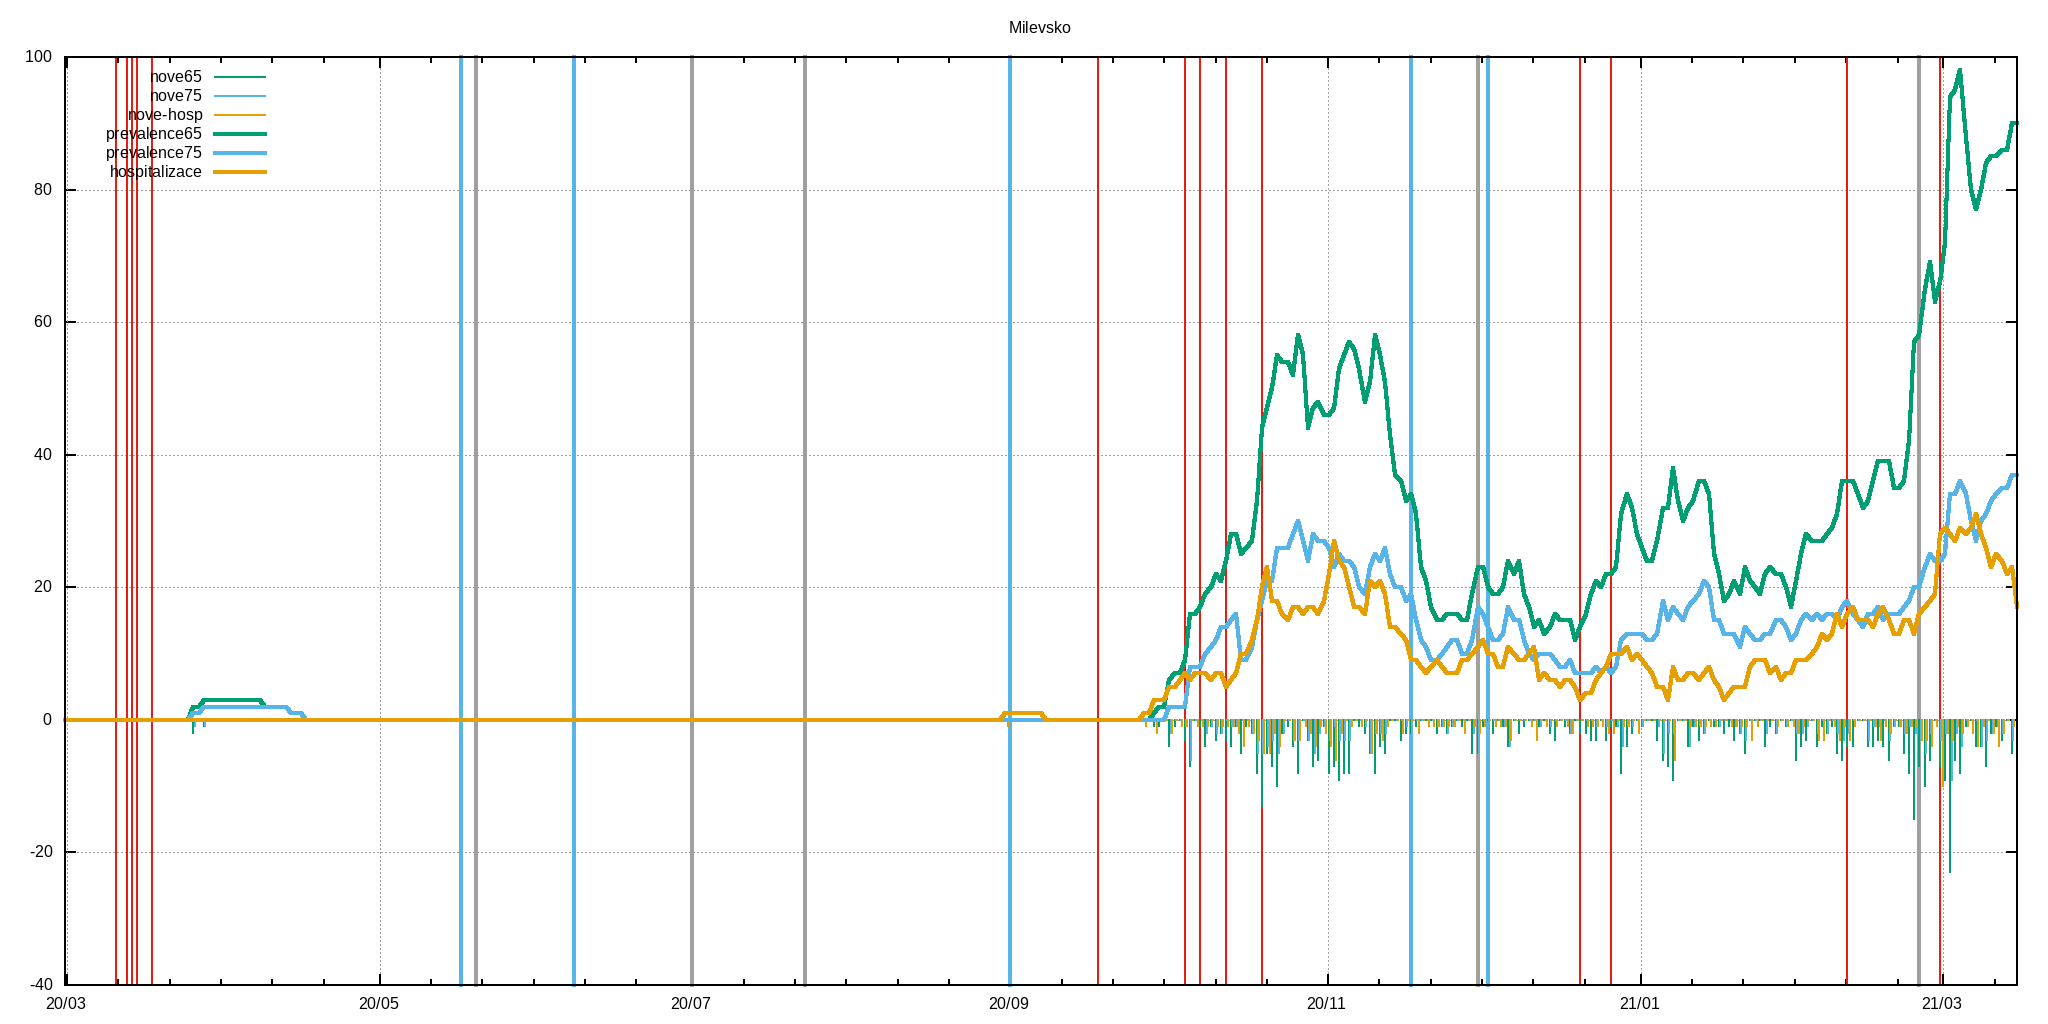 Milevsko
100
80
60
40
20
0
-20
-40
nove65
nove75
nove-hosp
prevalence65
prevalence75
hospitalizace
20/03 20/05 20/07 20/09 20/11 21/01 21/03